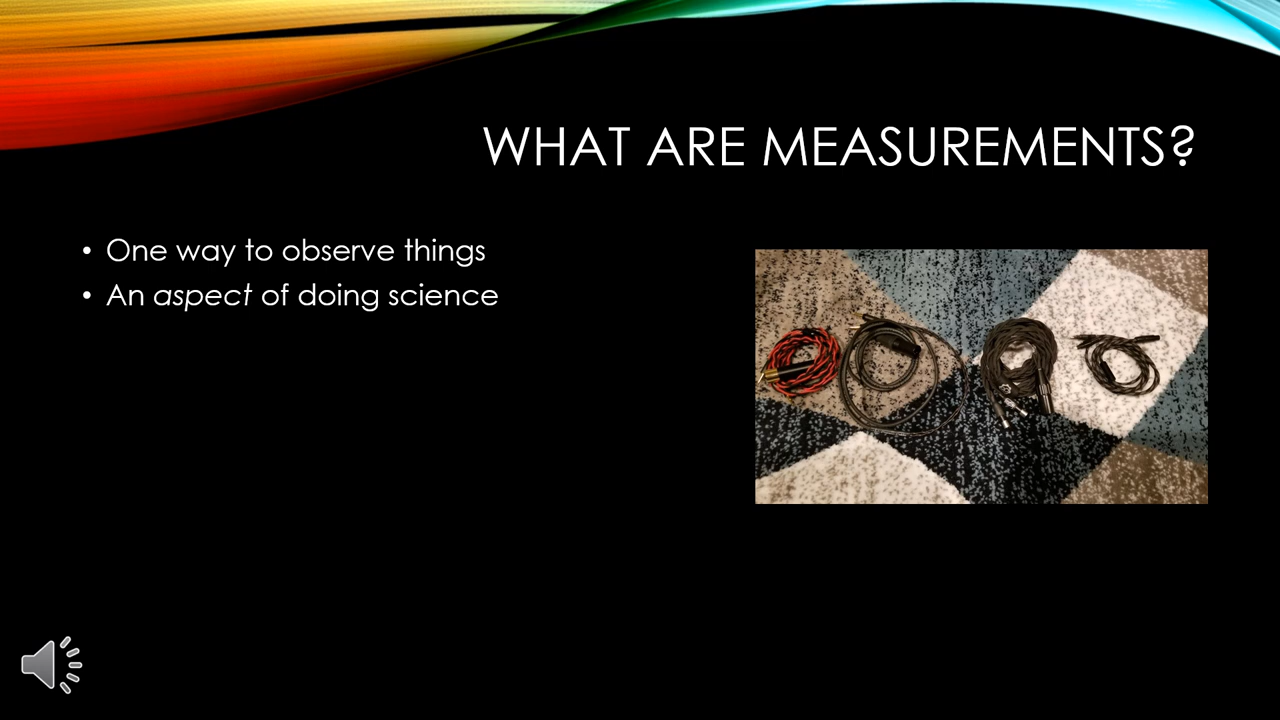 WHAT ARE MEASUREMENTS?
• One way to observe things
• An aspect of doing science